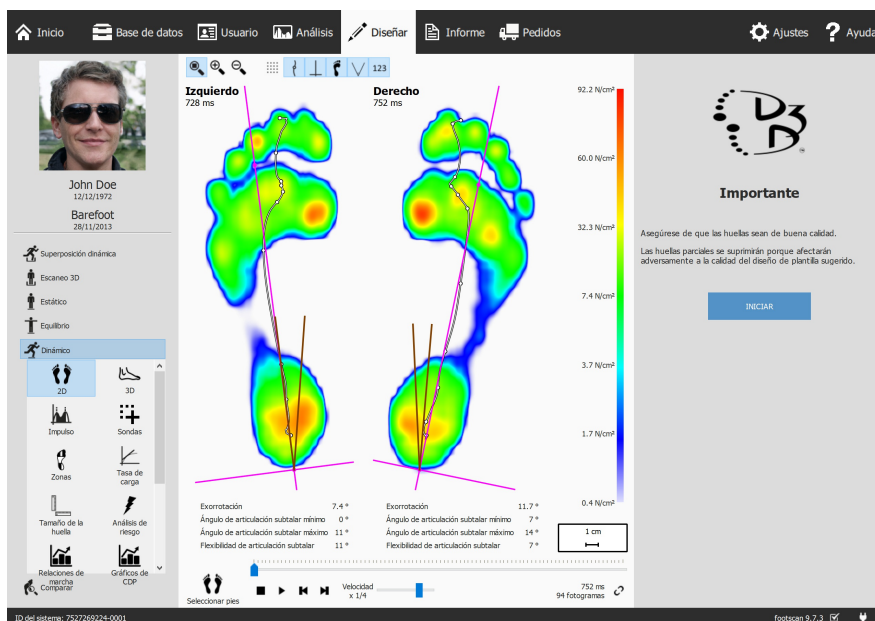 Inicio
Base de datos
Usuario
Análisis
Diseñar
Informe
Pedidos
Ajustes
? Ayuda
John Doe
12/12/1972
Barefoot
28/11/2013
Superposición dinámica
Escaneo 3D
Estático
Equilibrio
Dinámico
2D
3D
Impulso
Sondas
Zonas
Tasa de
carga
Tamaño de la
huella
Análisis de
riesgo
Relaciones de
marcha
Gráficos de
CDP
Comparar
123
Izquierdo
728 ms
Derecho
752 ms
92.2 N/cm²
60.0 N/cm²
32.3 N/cm²
7.4 N/cm²
3.7 N/cm²
1.7 N/cm²
0.4 N/cm²
Exorrotación 7.4 °
Ángulo de articulación subtalar mínimo 0 °
Ángulo de articulación subtalar máximo 11 °
Flexibilidad de articulación subtalar 11 °
Exorrotación 11.7 °
Ángulo de articulación subtalar mínimo 7 °
Ángulo de articulación subtalar máximo 14 °
Flexibilidad de articulación subtalar 7 °
1 cm
Seleccionar pies
Velocidad
x 1/4
752 ms
94 fotogramas
D3D
Importante
Asegúrese de que las huellas sean de buena calidad.
Las huellas parciales se suprimirán porque afectarán
adversamente a la calidad del diseño de plantilla sugerido.
INICIAR
ID del sistema: 7527269224-0001
footscan 9.7.3